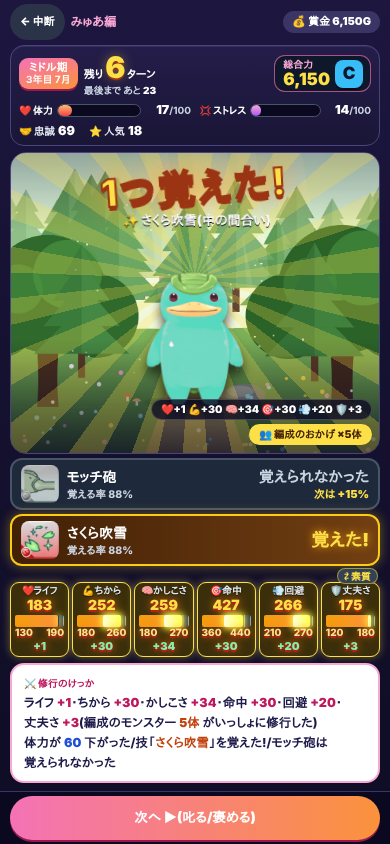 ← 中断 みゅあ編 💰 賞金 6,150G
ミドル期
3年目 7月
残り 6 ターン
最後まで あと 23
総合力
6,150 C
❤️体力 17/100 💢ストレス 14/100
🤝忠誠 69 ⭐人気 18
1つ覚えた!
✨ さくら吹雪(中の間合い)
❤️+1 💪+30 🧠+34 🎯+30 💨+20 🛡️+3
👥 編成のおかげ ×5体
モッチ砲 覚えられなかった
覚える率 88% 次は +15%
さくら吹雪 覚えた!
覚える率 88%
素質
❤️ライフ 💪ちから 🧠かしこさ 🎯命中 💨回避 🛡️丈夫さ
183 252 259 427 266 175
130 190 180 260 180 270 360 440 210 270 120 180
+1 +30 +34 +30 +20 +3
⚔️修行のけっか
ライフ +1・ちから +30・かしこさ +34・命中 +30・回避 +20・
丈夫さ +3(編成のモンスター 5体 がいっしょに修行した)
体力が 60 下がった/技「さくら吹雪」を覚えた!/モッチ砲は
覚えられなかった
次へ ▶(叱る/褒める)